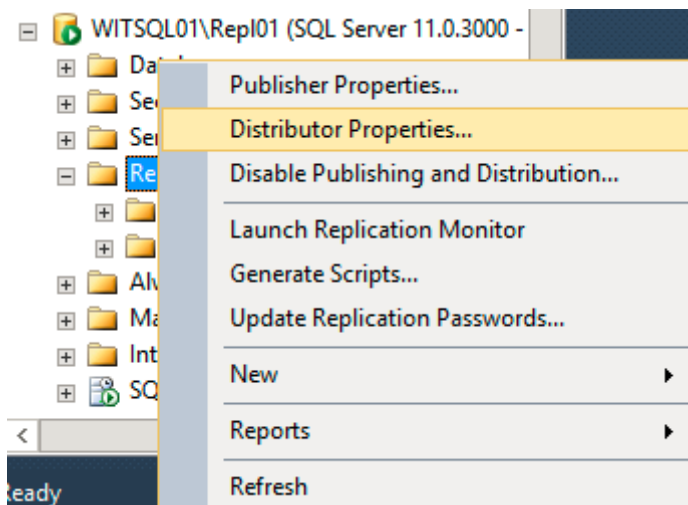 WITSQL01\Repl01 (SQL Server 11.0.3000 -
Publisher Properties...
Distributor Properties...
Disable Publishing and Distribution...
Launch Replication Monitor
Generate Scripts...
Update Replication Passwords...
New
Reports
Refresh